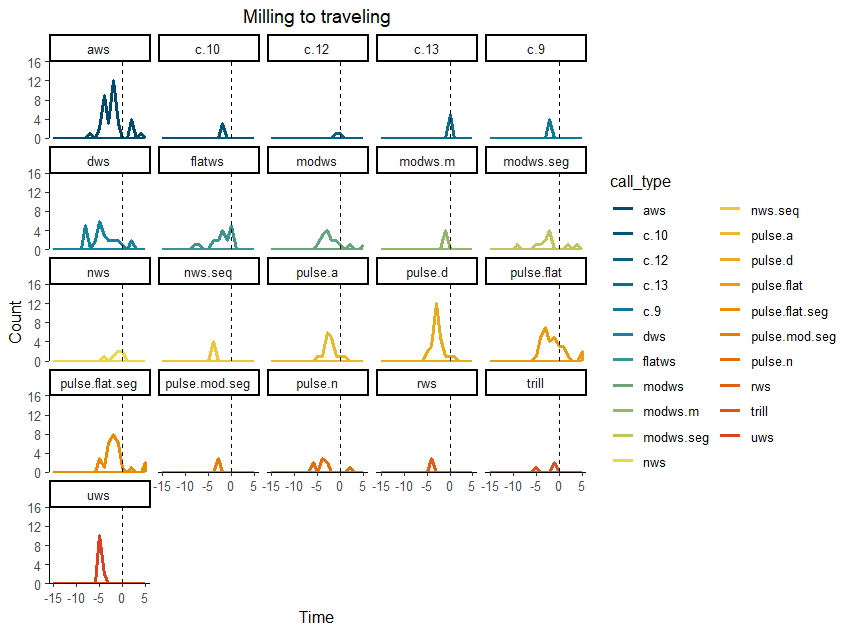 Milling to traveling
aws c.10 c.12 c.13 c.9
16
12
8
4
0
dws flatws modws modws.m modws.seg
16
12
8
4
0
nws nws.seq pulse.a pulse.d pulse.flat
16
12
8
4
0
pulse.flat.seg pulse.mod.seg pulse.n rws trill
16
12
8
4
0
-15 -10 -5 0 5 -15 -10 -5 0 5 -15 -10 -5 0 5 -15 -10 -5 0 5
uws
16
12
8
4
0
-15 -10 -5 0 5
Count
Time
call_type
aws
c.10
c.12
c.13
c.9
dws
flatws
modws
modws.m
modws.seg
nws
nws.seq
pulse.a
pulse.d
pulse.flat
pulse.flat.seg
pulse.mod.seg
pulse.n
rws
trill
uws